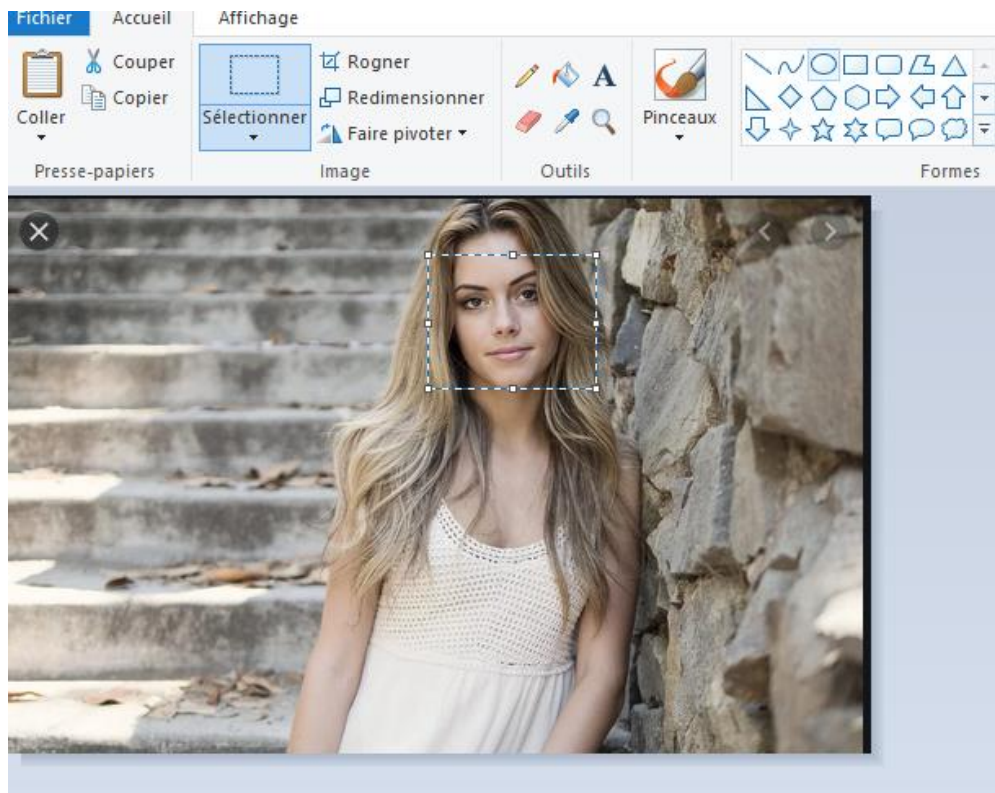 Fichier Accueil Affichage
Coller
Couper
Copier
Presse-papiers
Sélectionner
Rogner
Redimensionner
Faire pivoter
Image
A
Outils
Pinceaux
Formes